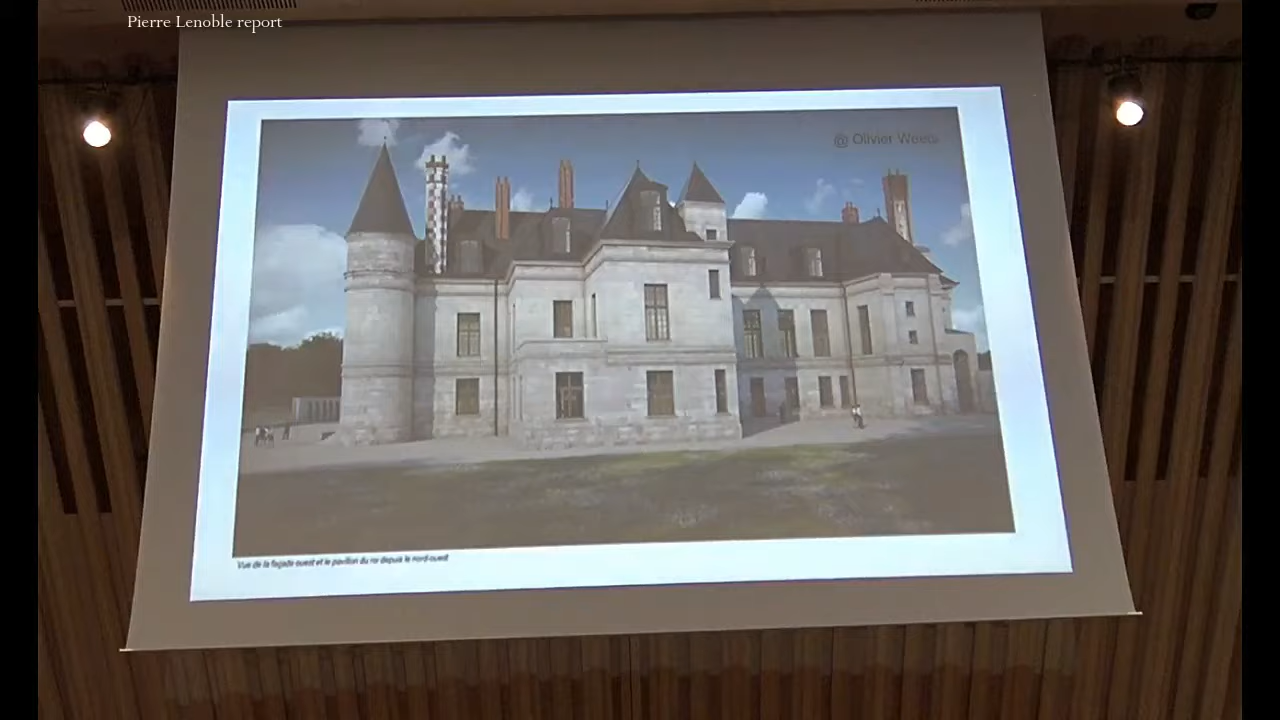 Pierre Lenoble report
@ Olivier Weets
Vue de la façade ouest et le pavillon du roi depuis le nord-ouest